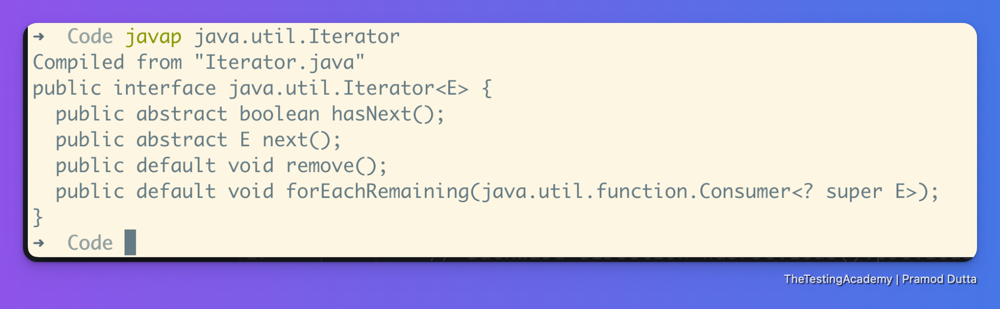 ➜  Code javap java.util.Iterator
Compiled from "Iterator.java"
public interface java.util.Iterator<E> {
  public abstract boolean hasNext();
  public abstract E next();
  public default void remove();
  public default void forEachRemaining(java.util.function.Consumer<? super E>);
}
➜  Code
TheTestingAcademy | Pramod Dutta